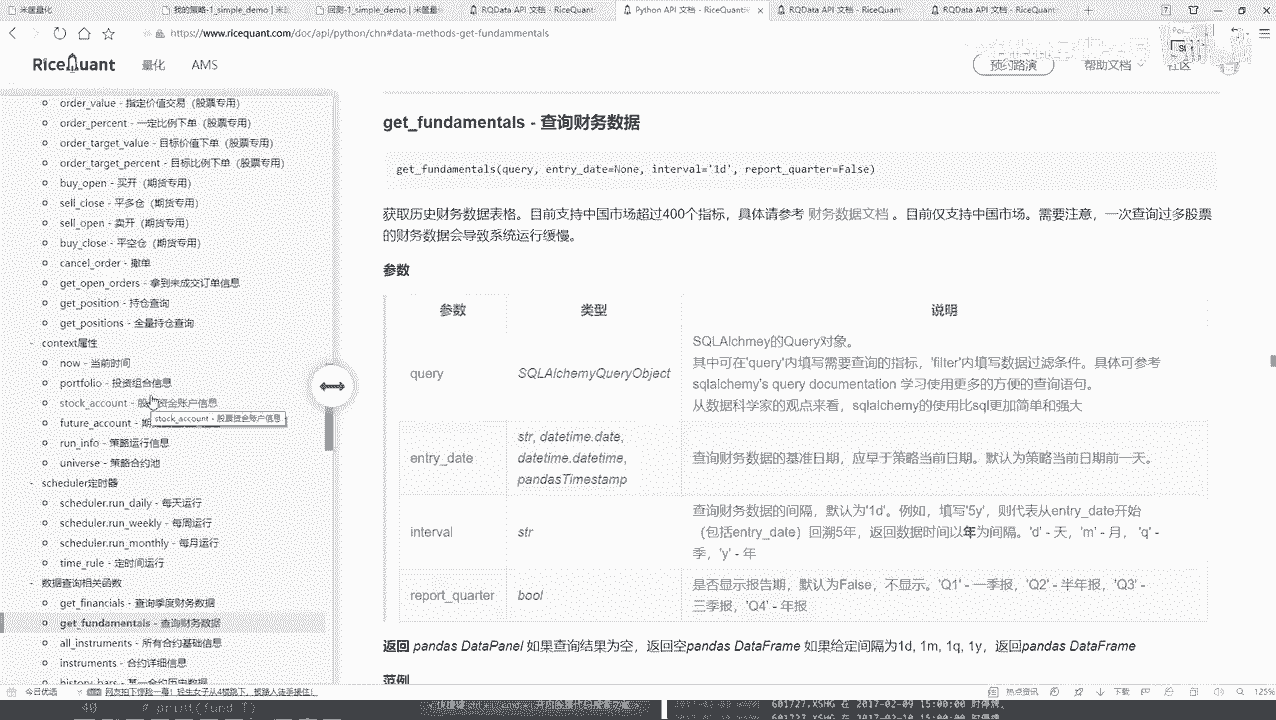 米筐量化
我的策略-1_simple_demo | 米
回测-1_simple_demo | 米筐量
RQData API 文档 - RiceQuant
Python API 文档 - RiceQuant
RQData API 文档 - RiceQuant
RQData API 文档 - RiceQuant
https://www.ricequant.com/doc/api/python/chn#data-methods-get-fundammentals
RiceQuant
量化
AMS
预约路演
帮助文档
社区
order_value - 指定价值交易（股票专用）
order_percent - 一定比例下单（股票专用）
order_target_value - 目标价值下单（股票专用）
order_target_percent - 目标比例下单（股票专用）
buy_open - 买开（期货专用）
sell_close - 平多仓（期货专用）
sell_open - 卖开（期货专用）
buy_close - 平空仓（期货专用）
cancel_order - 撤单
get_open_orders - 拿到未成交订单信息
get_position - 持仓查询
get_positions - 全量持仓查询
context属性
now - 当前时间
portfolio - 投资组合信息
stock_account - 股票资金账户信息
stock_account - 股票资金账户信息
future_account - 期
run_info - 策略运行信息
universe - 策略合约池
scheduler定时器
scheduler.run_daily - 每天运行
scheduler.run_weekly - 每周运行
scheduler.run_monthly - 每月运行
time_rule - 定时间运行
数据查询相关函数
get_financials - 查询季度财务数据
get_fundamentals - 查询财务数据
all_instruments - 所有合约基础信息
instruments - 合约详细信息
history_bars - 某一合约历史数据
get_fundamentals - 查询财务数据
get_fundamentals(query, entry_date=None, interval='1d', report_quarter=False)
获取历史财务数据表格。目前支持中国市场超过400个指标，具体请参考 财务数据文档 。目前仅支持中国市场。需要注意，一次查询过多股票
的财务数据会导致系统运行缓慢。
参数
参数 类型 说明
query SQLAlchemyQueryObject
SQLAlchmey的Query对象。
其中可在'query'内填写需要查询的指标，'filter'内填写数据过滤条件。具体可参考
sqlalchemy's query documentation 学习使用更多的方便的查询语句。
从数据科学家的观点来看，sqlalchemy的使用比sql更加简单和强大
entry_date
str, datetime.date,
datetime.datetime,
pandasTimestamp
查询财务数据的基准日期，应早于策略当前日期。默认为策略当前日期前一天。
interval str
查询财务数据的间隔，默认为'1d'。例如，填写'5y'，则代表从entry_date开始
（包括entry_date）回溯5年，返回数据时间以年为间隔。'd' - 天，'m' - 月， 'q' -
季，'y' - 年
report_quarter bool
是否显示报告期，默认为False，不显示。'Q1' - 一季报，'Q2' - 半年报，'Q3' -
三季报，'Q4' - 年报
返回 pandas DataPanel 如果查询结果为空，返回空pandas DataFrame 如果给定间隔为1d, 1m, 1q, 1y，返回pandas DataFrame
范例
今日优选
热点资讯
下载
125%
40 # print(fund_T)
601727.XSHG 在 2017-02-09 15:00:00 时停牌，
601727.XSHG 在 2017-02-10 15:00:00 时停牌，